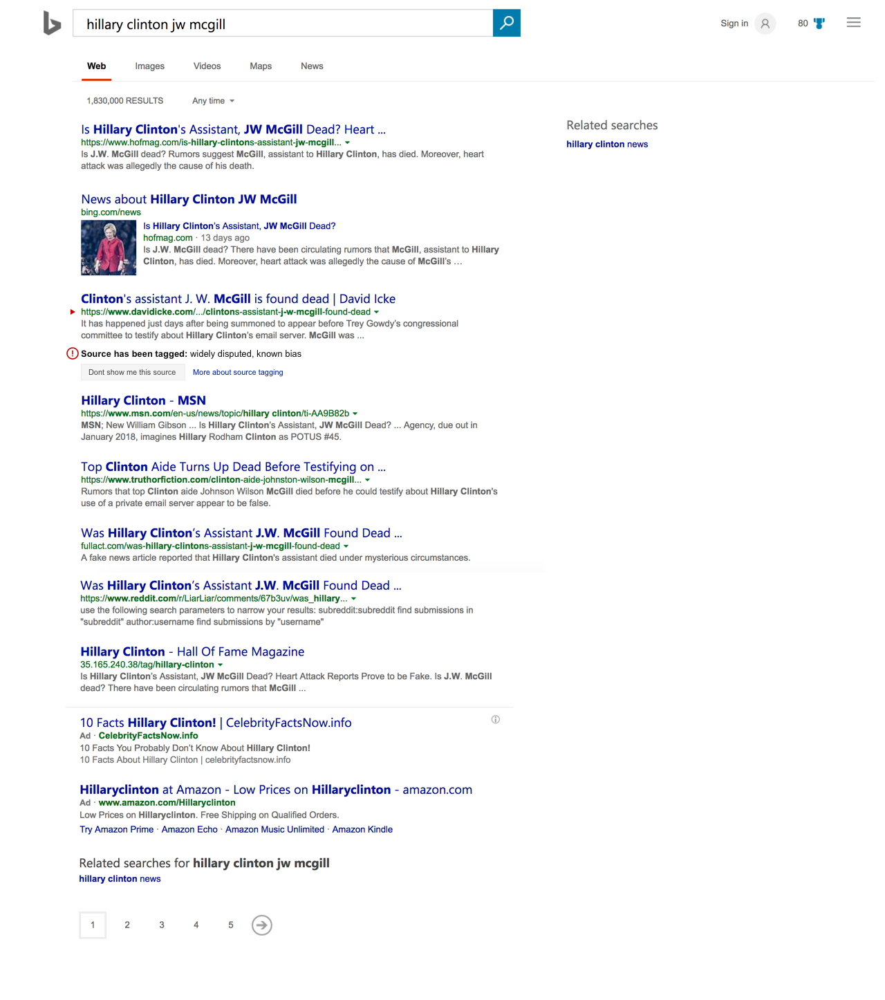 hillary clinton jw mcgill
Sign in
80
Web Images Videos Maps News
1,830,000 RESULTS Any time
Is Hillary Clinton's Assistant, JW McGill Dead? Heart ...
https://www.hofmag.com/is-hillary-clintons-assistant-jw-mcgill...
Is J.W. McGill dead? Rumors suggest McGill, assistant to Hillary Clinton, has died. Moreover, heart
attack was allegedly the cause of his death.
Related searches
hillary clinton news
News about Hillary Clinton JW McGill
bing.com/news
Is Hillary Clinton's Assistant, JW McGill Dead?
hofmag.com · 13 days ago
Is J.W. McGill dead? There have been circulating rumors that McGill, assistant to Hillary
Clinton, has died. Moreover, heart attack was allegedly the cause of McGill's …
Clinton's assistant J. W. McGill is found dead | David Icke
https://www.davidicke.com/.../clintons-assistant-j-w-mcgill-found-dead
It has happened just days after being summoned to appear before Trey Gowdy's congressional
committee to testify about Hillary Clinton's email server. McGill was ...
Source has been tagged: widely disputed, known bias
Dont show me this source More about source tagging
Hillary Clinton - MSN
https://www.msn.com/en-us/news/topic/hillary clinton/ti-AA9B82b
MSN; New William Gibson ... Is Hillary Clinton's Assistant, JW McGill Dead? ... Agency, due out in
January 2018, imagines Hillary Rodham Clinton as POTUS #45.
Top Clinton Aide Turns Up Dead Before Testifying on ...
https://www.truthorfiction.com/clinton-aide-johnston-wilson-mcgill...
Rumors that top Clinton aide Johnson Wilson McGill died before he could testify about Hillary Clinton's
use of a private email server appear to be false.
Was Hillary Clinton's Assistant J.W. McGill Found Dead ...
fullact.com/was-hillary-clintons-assistant-j-w-mcgill-found-dead
A fake news article reported that Hillary Clinton's assistant died under mysterious circumstances.
Was Hillary Clinton's Assistant J.W. McGill Found Dead ...
https://www.reddit.com/r/LiarLiar/comments/67b3uv/was_hillary...
use the following search parameters to narrow your results: subreddit:subreddit find submissions in
"subreddit" author:username find submissions by "username"
Hillary Clinton - Hall Of Fame Magazine
35.165.240.38/tag/hillary-clinton
Is Hillary Clinton's Assistant, JW McGill Dead? Heart Attack Reports Prove to be Fake. Is J.W. McGill
dead? There have been circulating rumors that McGill ...
10 Facts Hillary Clinton! | CelebrityFactsNow.info
Ad · CelebrityFactsNow.info
10 Facts You Probably Don't Know About Hillary Clinton!
10 Facts About Hillary Clinton | celebrityfactsnow.info
Hillaryclinton at Amazon - Low Prices on Hillaryclinton - amazon.com
Ad · www.amazon.com/Hillaryclinton
Low Prices on Hillaryclinton. Free Shipping on Qualified Orders.
Try Amazon Prime · Amazon Echo · Amazon Music Unlimited · Amazon Kindle
Related searches for hillary clinton jw mcgill
hillary clinton news
1 2 3 4 5